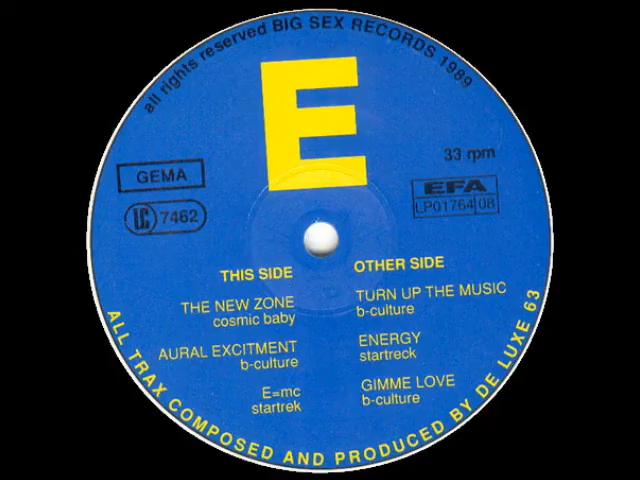 all rights reserved BIG SEX RECORDS 1989
E
33 rpm
GEMA
EFA
LP01764 08
LC 7462
THIS SIDE
THE NEW ZONE
cosmic baby
AURAL EXCITMENT
b-culture
E=mc
startrek
OTHER SIDE
TURN UP THE MUSIC
b-culture
ENERGY
startreck
GIMME LOVE
b-culture
ALL TRAX COMPOSED AND PRODUCED BY DE LUXE 63